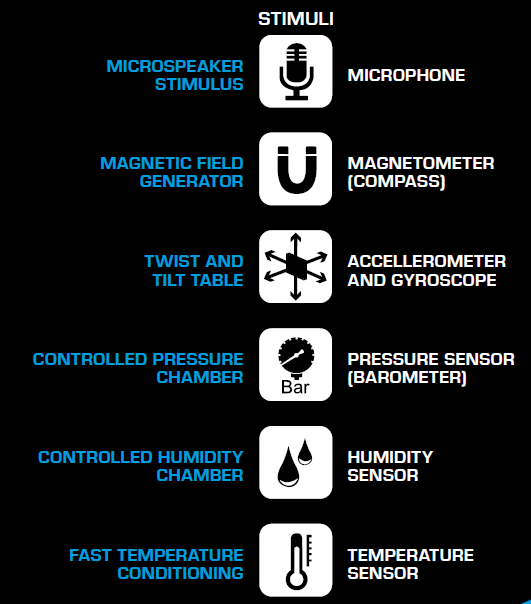 STIMULI
MICROSPEAKER
STIMULUS
MICROPHONE
MAGNETIC FIELD
GENERATOR
MAGNETOMETER
(COMPASS)
TWIST AND
TILT TABLE
ACCELLEROMETER
AND GYROSCOPE
CONTROLLED PRESSURE
CHAMBER
Bar
PRESSURE SENSOR
(BAROMETER)
CONTROLLED HUMIDITY
CHAMBER
HUMIDITY
SENSOR
FAST TEMPERATURE
CONDITIONING
TEMPERATURE
SENSOR